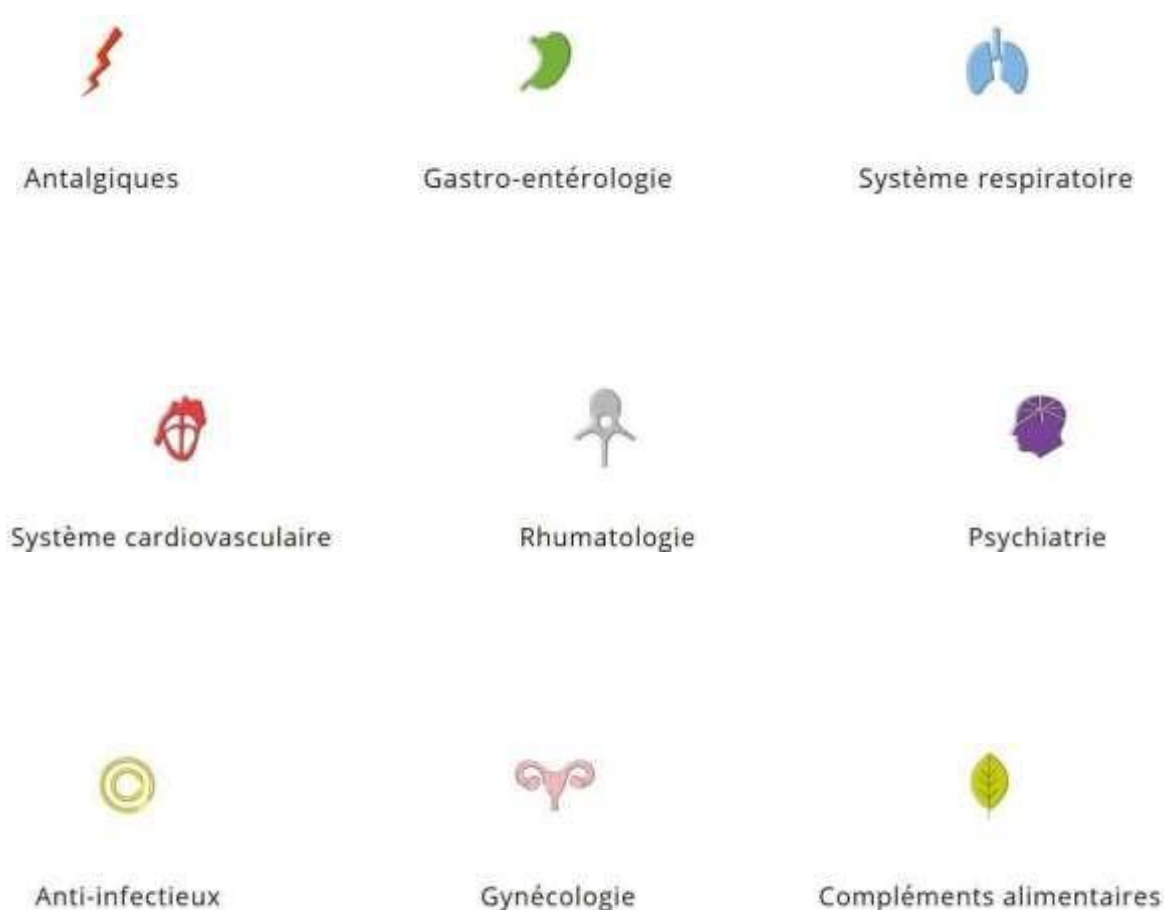 Antalgiques
Gastro-entérologie
Système respiratoire
Système cardiovasculaire
Rhumatologie
Psychiatrie
Anti-infectieux
Gynécologie
Compléments alimentaires